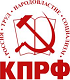 РОССИЯ · ТРУД · НАРОДОВЛАСТИЕ · СОЦИАЛИЗМ
КПРФ